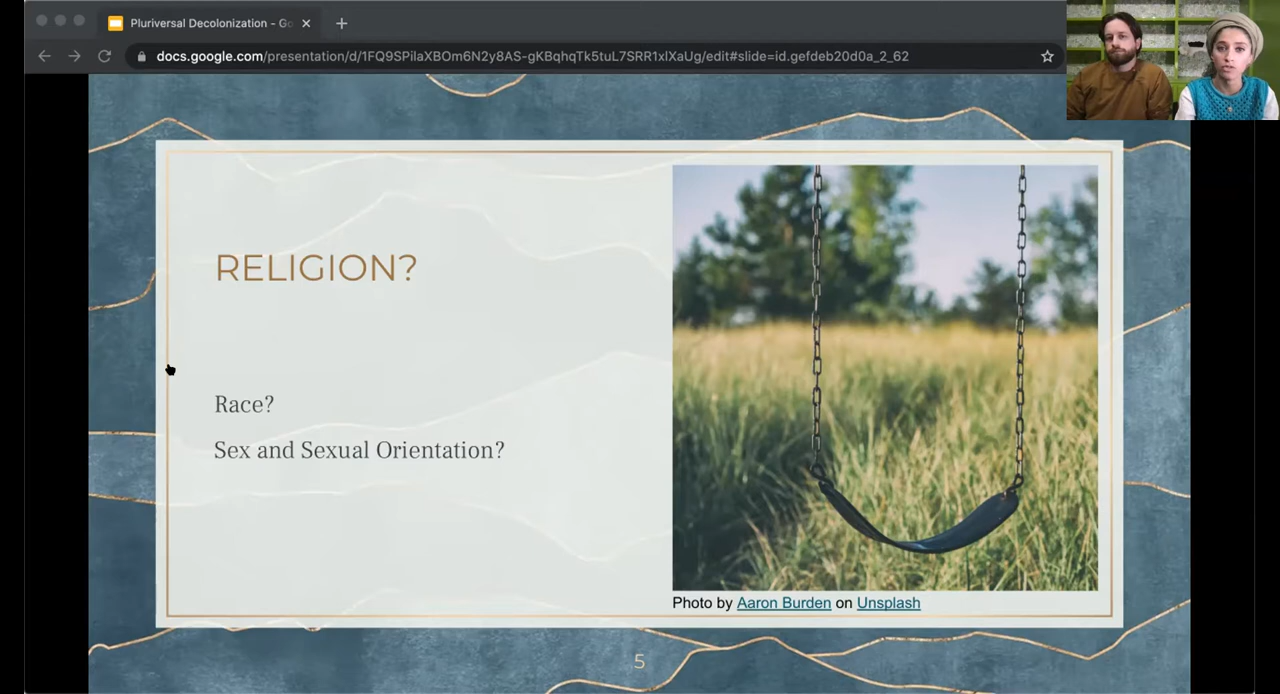 Pluriversal Decolonization - Go
docs.google.com/presentation/d/1FQ9SPilaXBOm6N2y8AS-gKBqhqTk5tuL7SRR1xlXaUg/edit#slide=id.gefdeb20d0a_2_62
RELIGION?
Race?
Sex and Sexual Orientation?
Photo by Aaron Burden on Unsplash
5